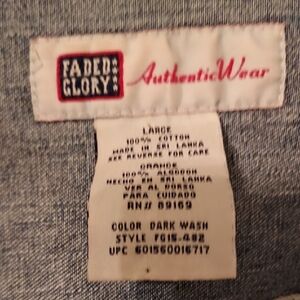 FADED
GLORY
Authentic Wear
LARGE
100% COTTON
MADE IN SRI LANKA
SEE REVERSE FOR CARE
GRANDE
100% ALGODON
HECHO EN SRI LANKA
VER AL DORSO
PARA CUIDADO
RN# 89169
COLOR DARK WASH
STYLE FG15-482
UPC 601560016717